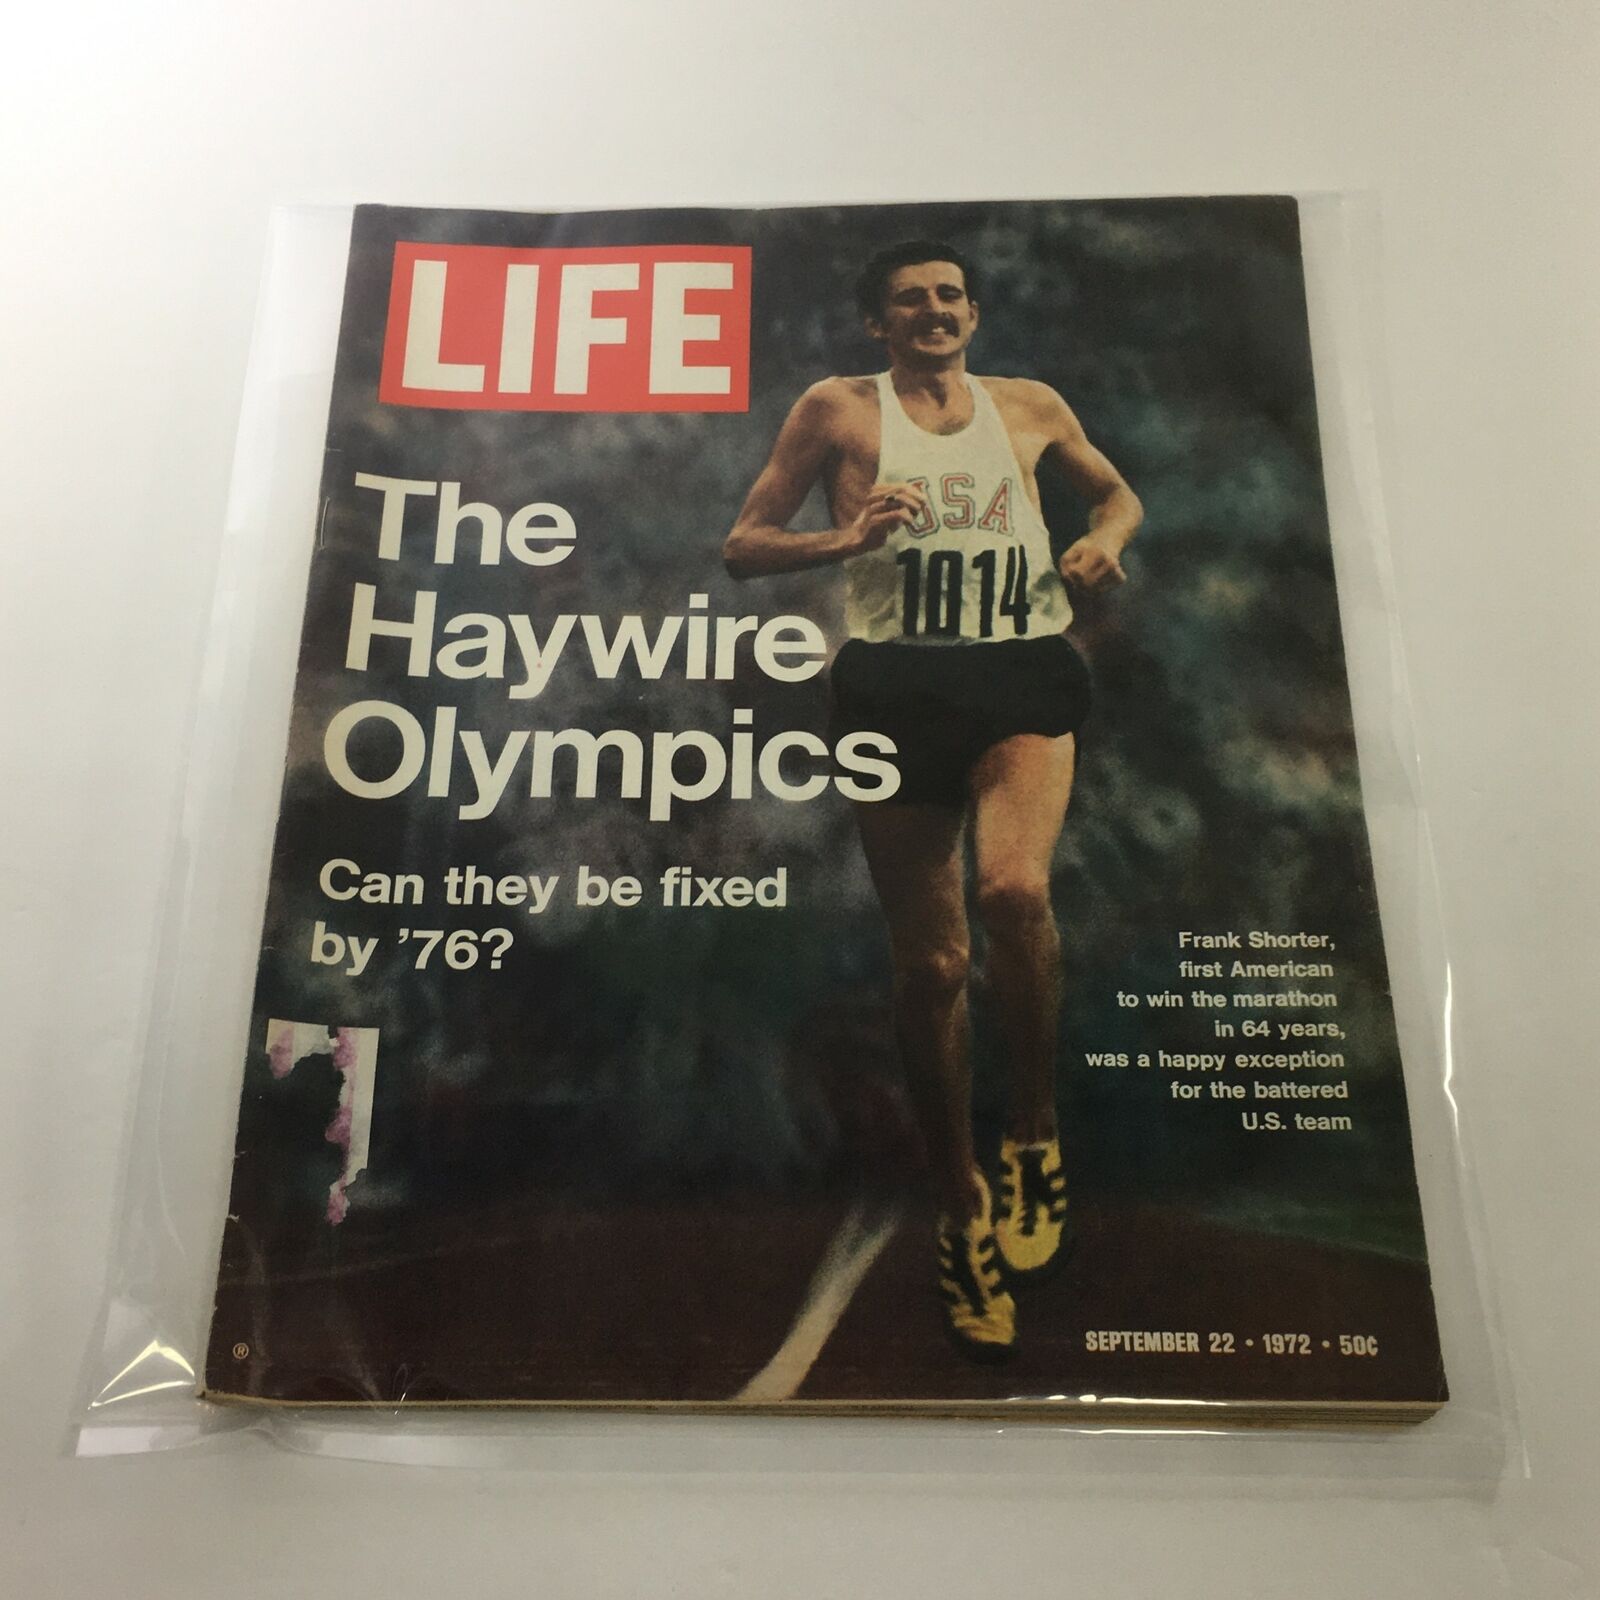 LIFE
The
Haywire
Olympics
Can they be fixed
by '76?
USA
1014
Frank Shorter,
first American
to win the marathon
in 64 years,
was a happy exception
for the battered
U.S. team
®
SEPTEMBER 22 • 1972 • 50¢